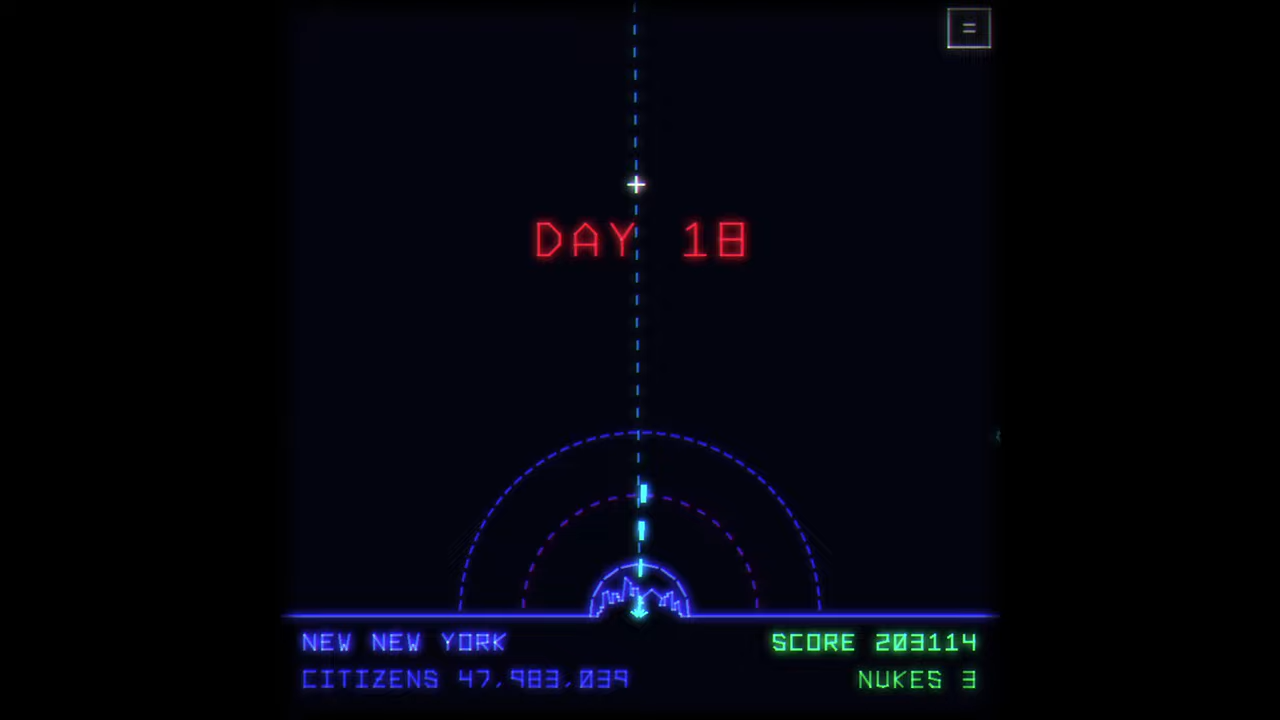 DAY 18
NEW NEW YORK
SCORE 203114
CITIZENS 47,983,039
NUKES 3